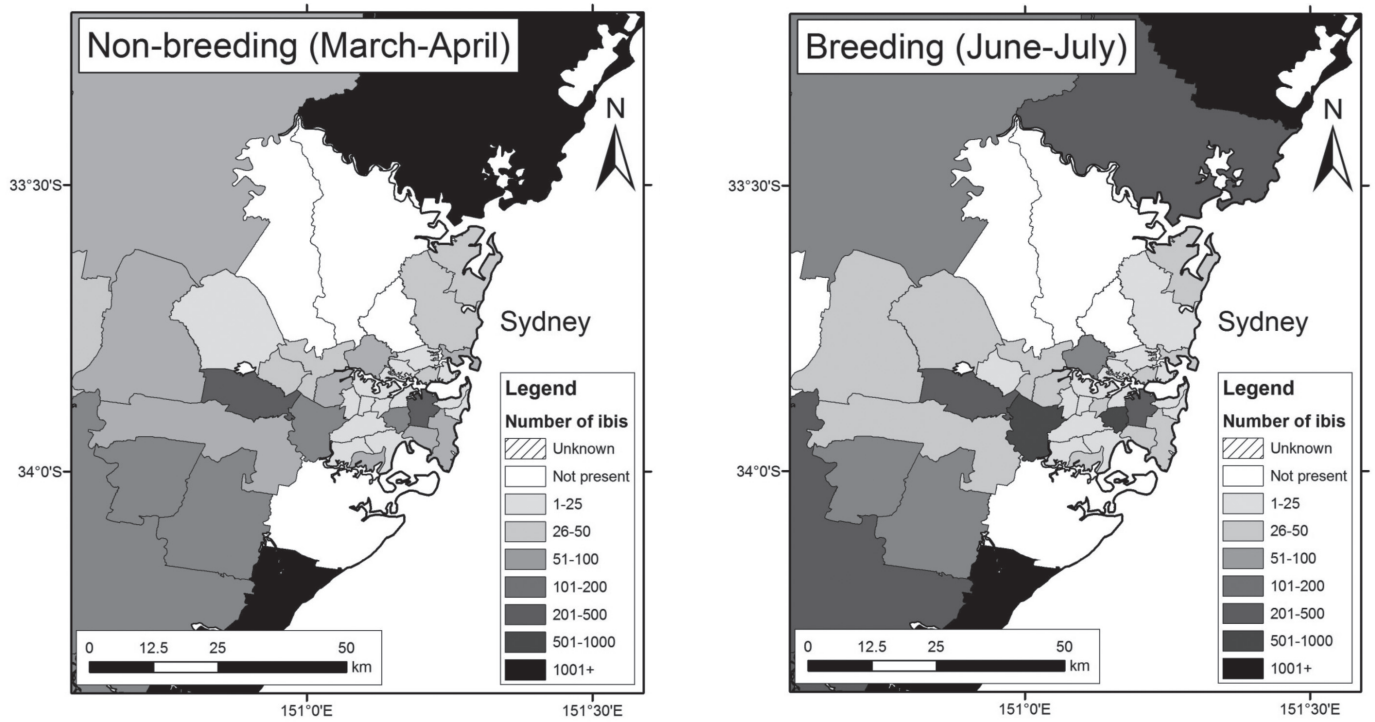 Non-breeding (March-April)
N
33°30'S
Sydney
Legend
Number of ibis
Unknown
Not present
1-25
26-50
51-100
101-200
201-500
501-1000
1001+
34°0'S
0 12.5 25 50
km
151°0'E 151°30'E
Breeding (June-July)
N
33°30'S
Sydney
Legend
Number of ibis
Unknown
Not present
1-25
26-50
51-100
101-200
201-500
501-1000
1001+
34°0'S
0 12.5 25 50
km
151°0'E 151°30'E